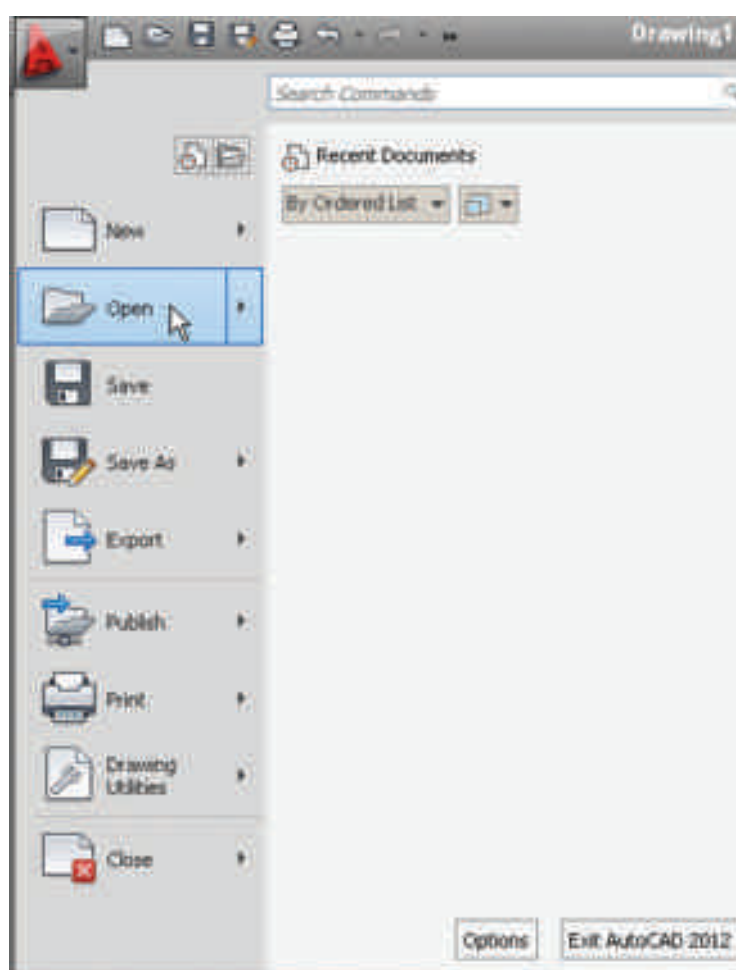 Drawing1
Search Commands
Recent Documents
By Ordered List
New
Open
Save
Save As
Export
Publish
Print
Drawing
Utilities
Close
Options
Exit AutoCAD 2012